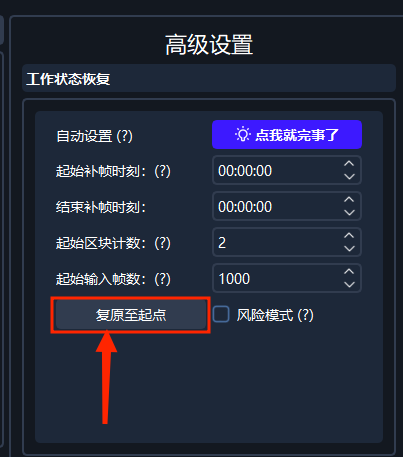 高级设置
工作状态恢复
自动设置 (?) 点我就完事了
起始补帧时刻：(?) 00:00:00
结束补帧时刻： 00:00:00
起始区块计数：(?) 2
起始输入帧数：(?) 1000
复原至起点 风险模式 (?)